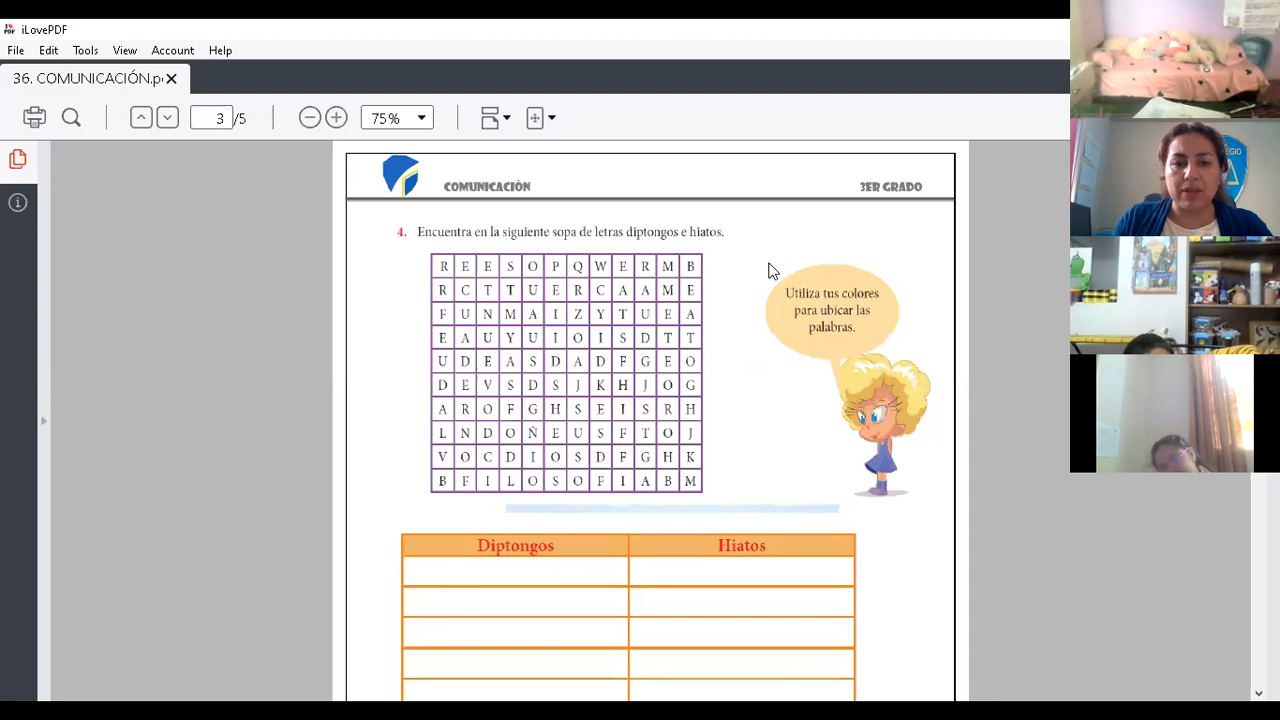 iLovePDF
File Edit Tools View Account Help
36. COMUNICACIÓN.p
3 /5 75%
COMUNICACIÓN 3ER GRADO
4. Encuentra en la siguiente sopa de letras diptongos e hiatos.
R E E S O P Q W E R M B
R C T T U E R C A A M E
F U N M A I Z Y T U E A
E A U Y U I O I S D T T
U D E A S D A D F G E O
D E V S D S J K H J O G
A R O F G H S E I S R H
L N D O Ñ E U S F T O J
V O C D I O S D F G H K
B F I L O S O F I A B M
Utiliza tus colores
para ubicar las
palabras.
Diptongos Hiatos